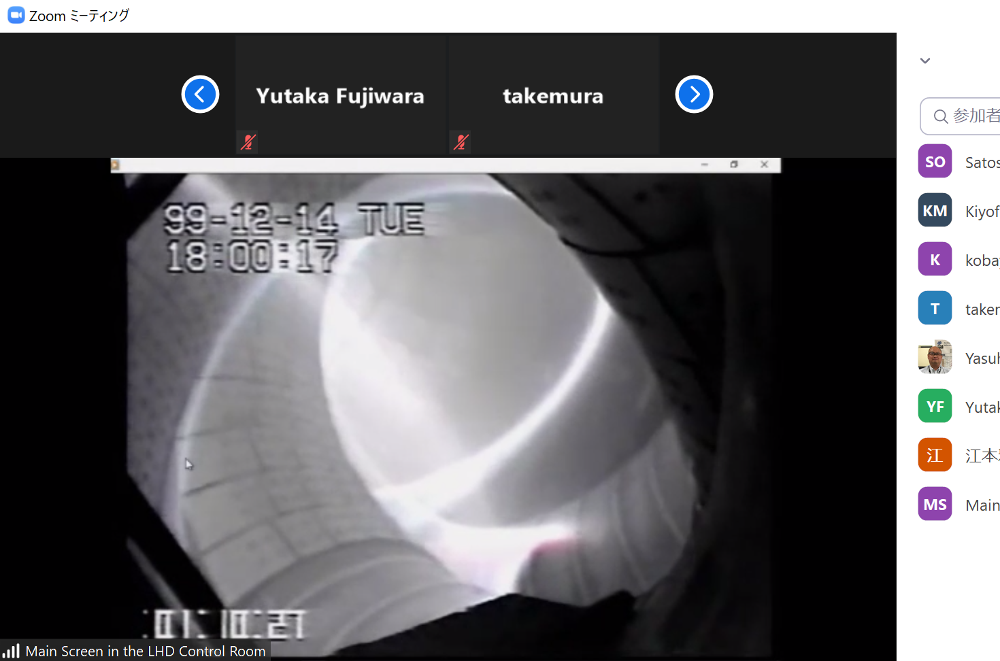 Zoom ミーティング
Yutaka Fujiwara
takemura
参加者
99-12-14 TUE
18:00:17
SO Satos
KM Kiyof
K koba
T taker
Yasuh
YF Yutak
江 江本
MS Main
Main Screen in the LHD Control Room